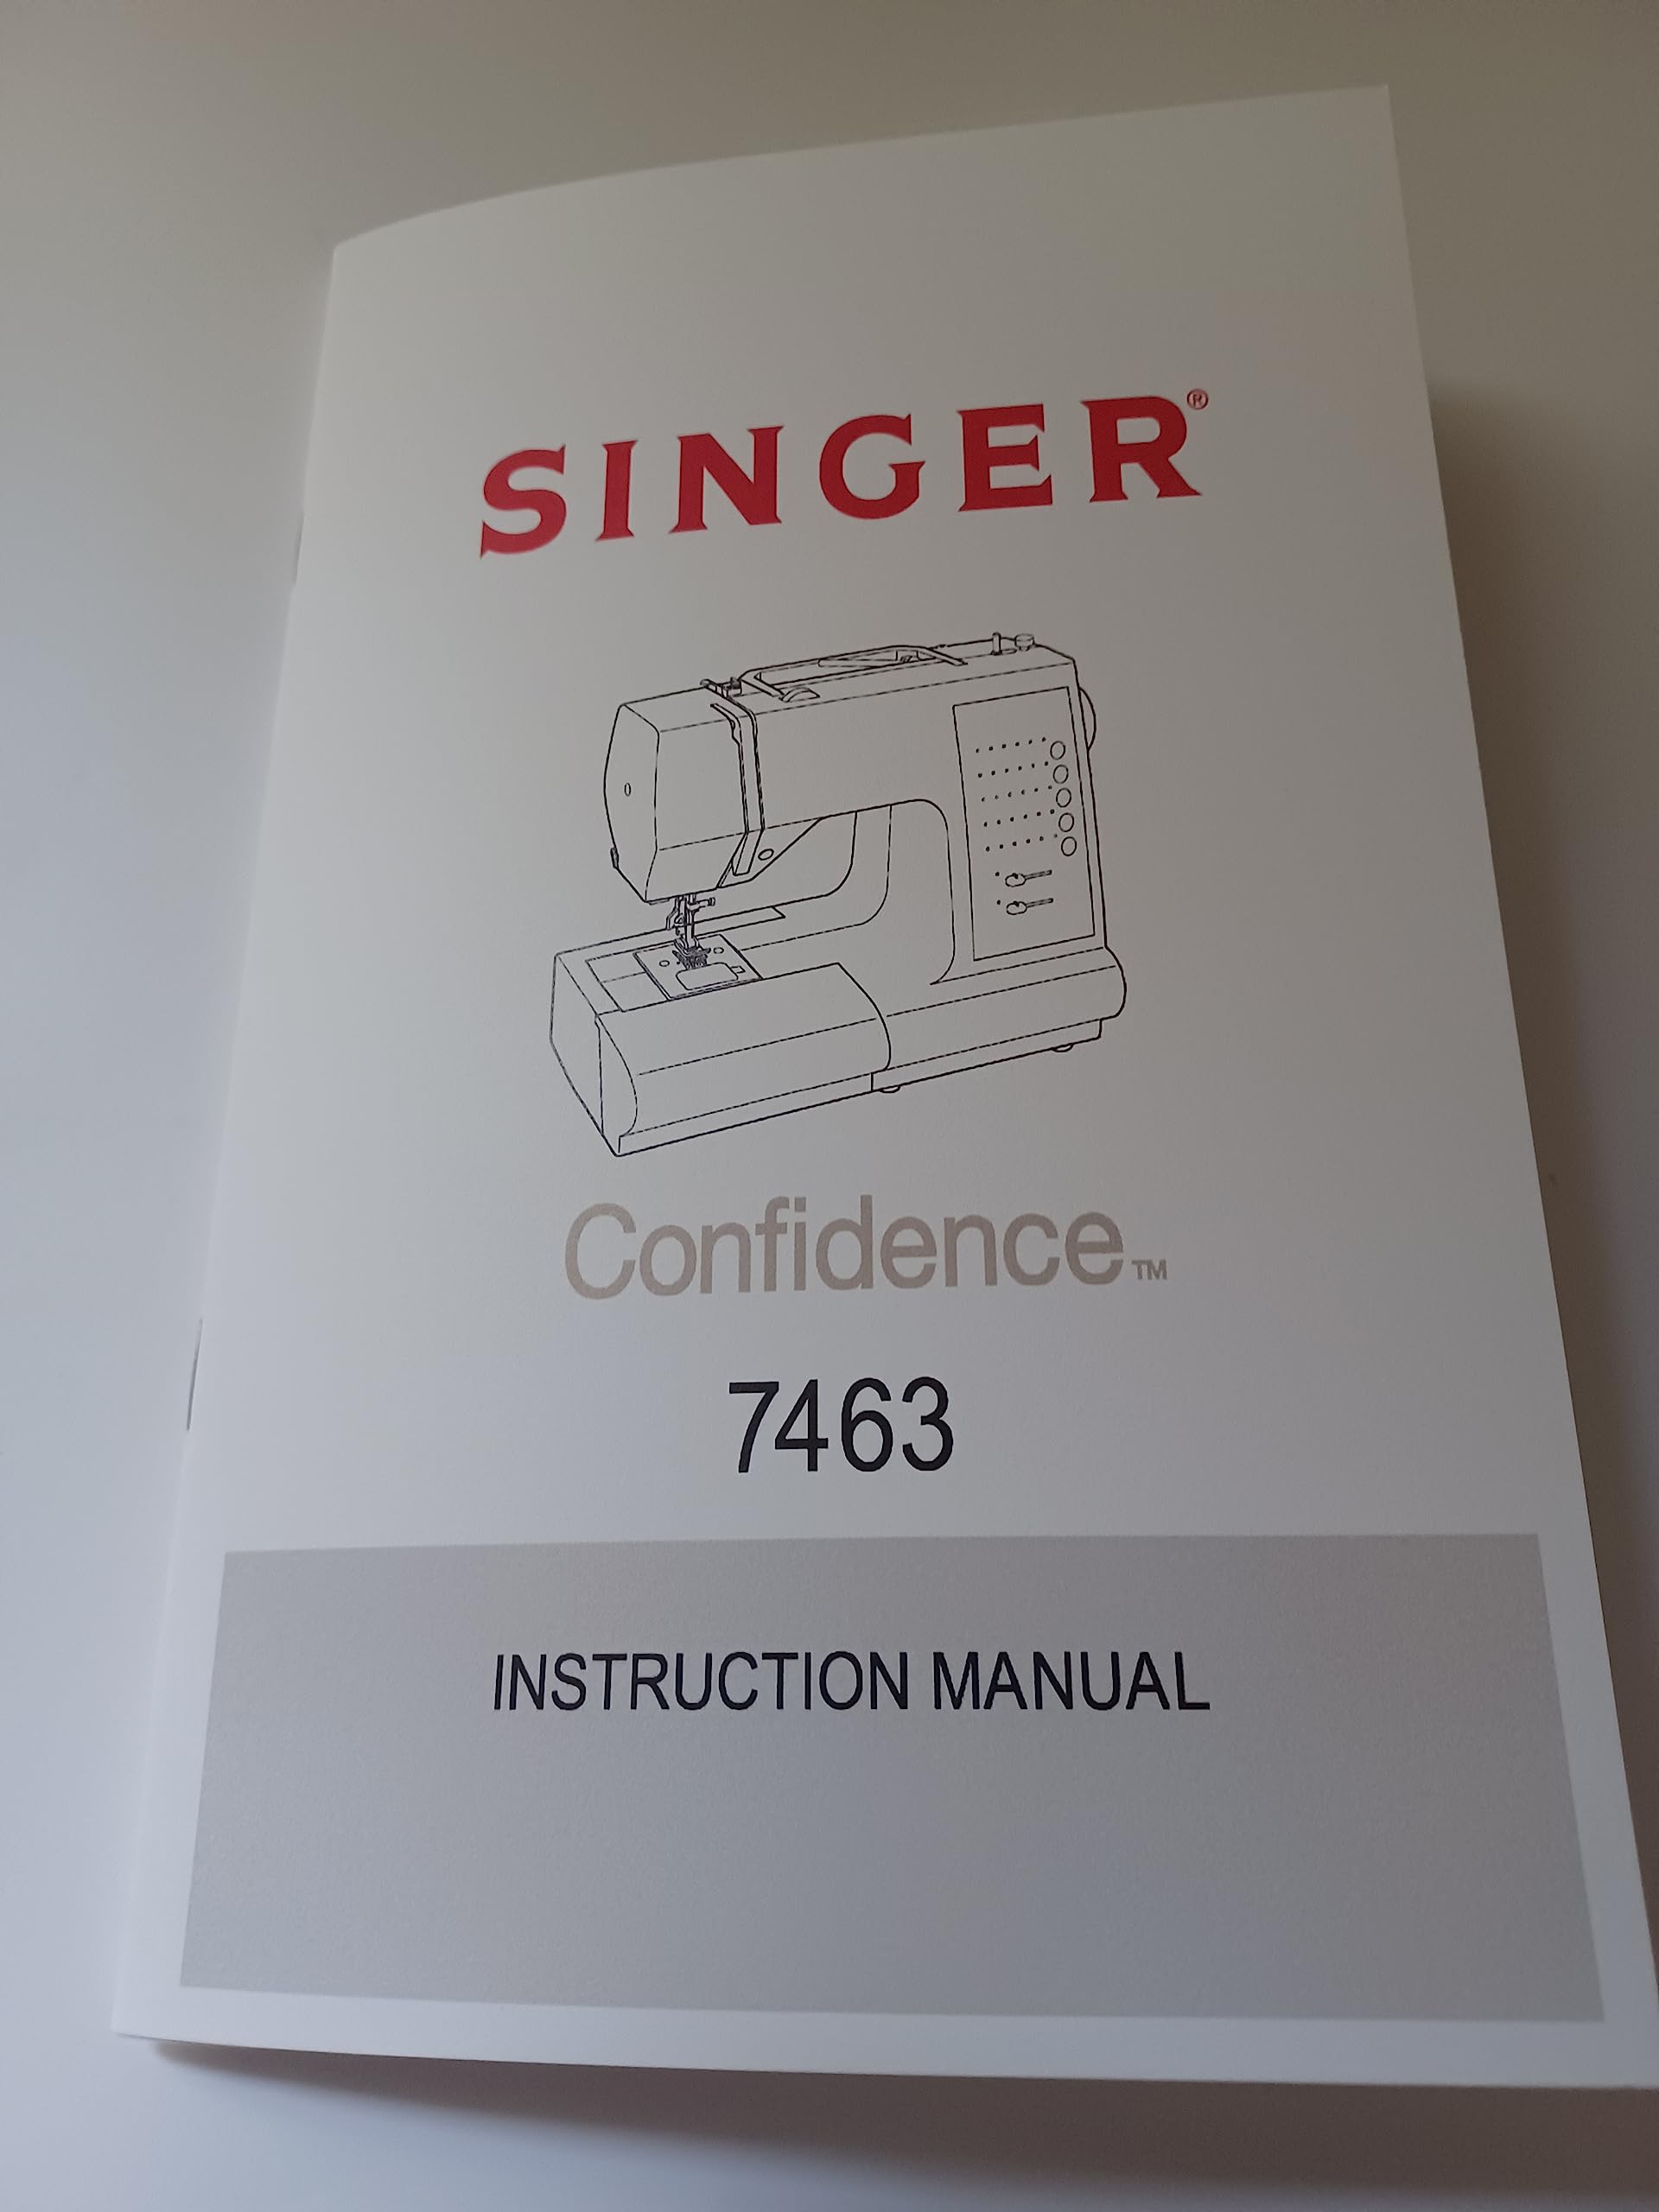 SINGER®
Confidence™
7463
INSTRUCTION MANUAL